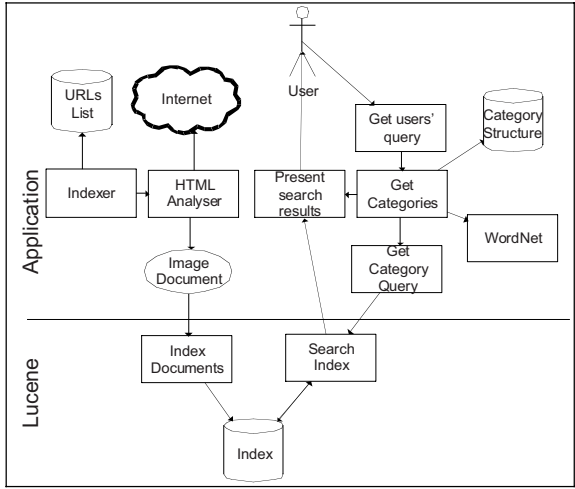 User
URLs
List
Internet
Get users'
query
Category
Structure
Application
Indexer
HTML
Analyser
Present
search
results
Get
Categories
WordNet
Image
Document
Get
Category
Query
Lucene
Index
Documents
Search
Index
Index